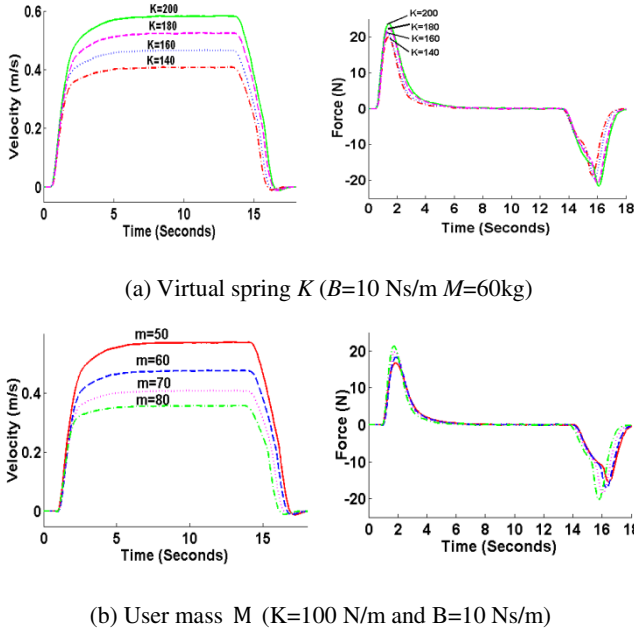 0.6
0.4
0.2
0
K=200
K=180
K=160
K=140
Velocity (m/s)
0 5 10 15
Time (Seconds)
20
10
0
-10
-20
K=200
K=180
K=160
K=140
Force (N)
0 2 4 6 8 10 12 14 16 18
Time (Seconds)
(a) Virtual spring K (B=10 Ns/m M=60kg)
0.4
0.2
0
m=50
m=60
m=70
m=80
Velocity (m/s)
0 5 10 15
Time (Seconds)
20
10
0
-10
-20
Force (N)
0 2 4 6 8 10 12 14 16 18
Time (Seconds)
(b) User mass M (K=100 N/m and B=10 Ns/m)